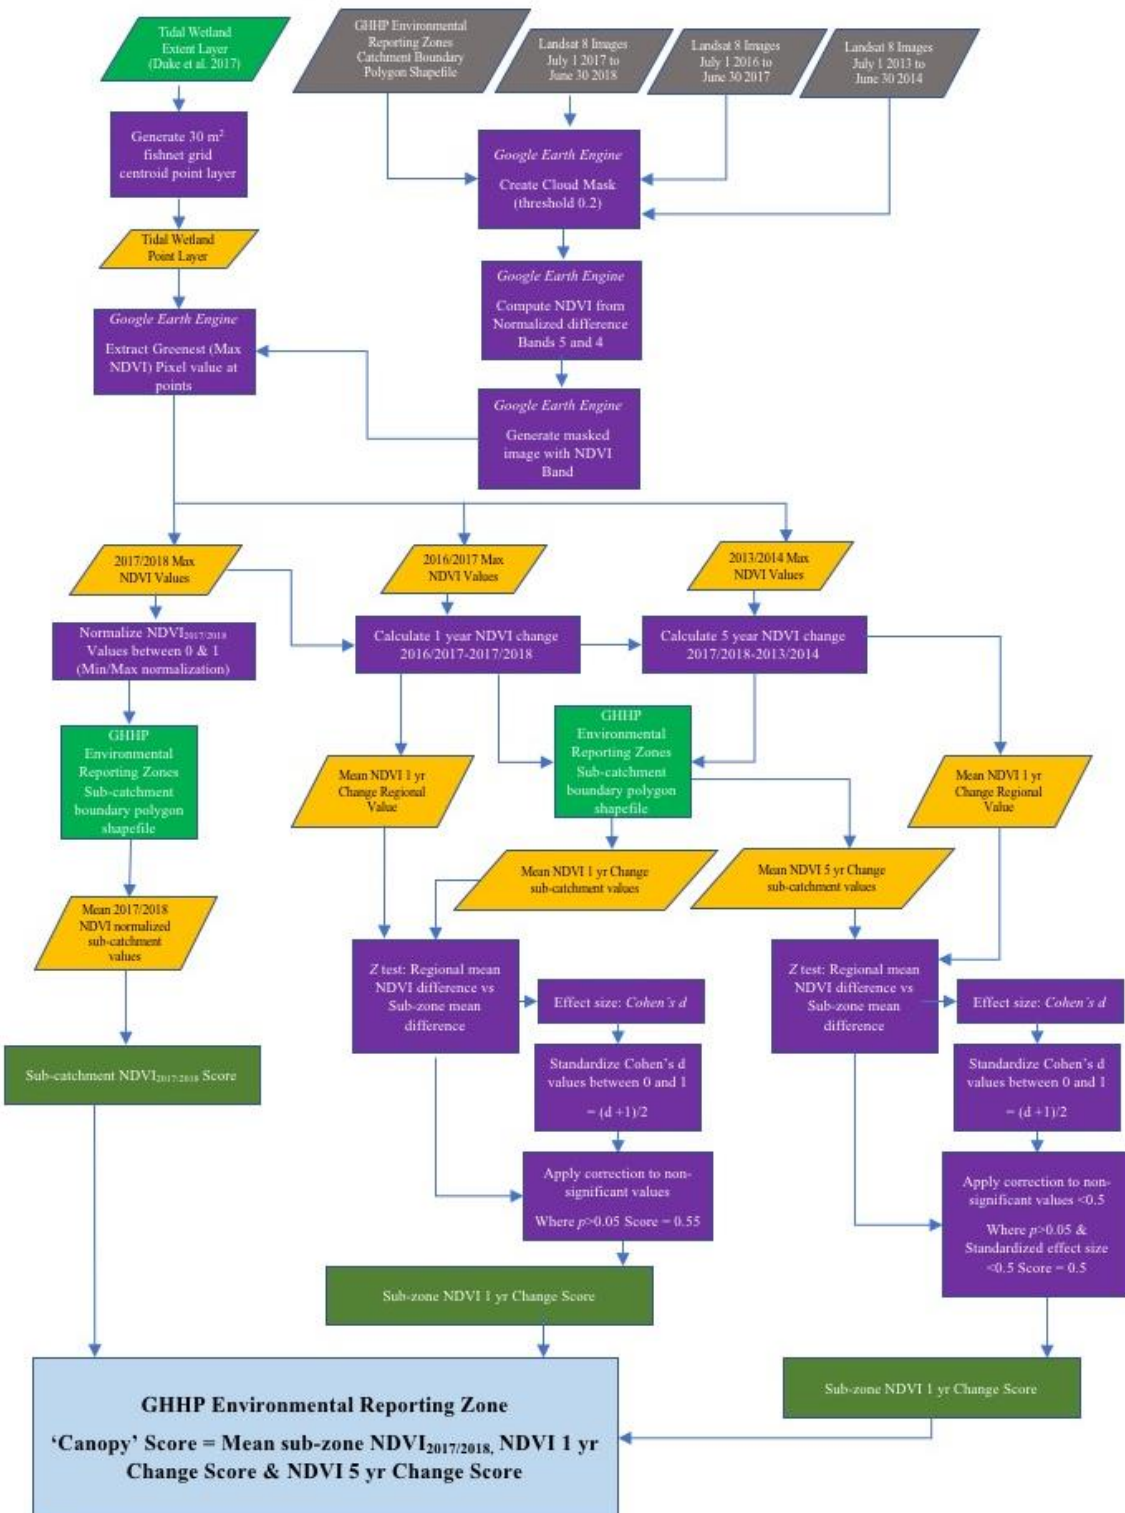 Tidal Wetland
Extent Layer
(Duke et al. 2017)
GHHP Environmental
Reporting Zones
Catchment Boundary
Polygon Shapefile
Landsat 8 Images
July 1 2017 to
June 30 2018
Landsat 8 Images
July 1 2016 to
June 30 2017
Landsat 8 Images
July 1 2013 to
June 30 2014
Generate 30 m²
fishnet grid
centroid point layer
Google Earth Engine
Create Cloud Mask
(threshold 0.2)
Tidal Wetland
Point Layer
Google Earth Engine
Compute NDVI from
Normalized difference
Bands 5 and 4
Google Earth Engine
Extract Greenest (Max
NDVI) Pixel value at
points
Google Earth Engine
Generate masked
image with NDVI
Band
2017/2018 Max
NDVI Values
2016/2017 Max
NDVI Values
2013/2014 Max
NDVI Values
Normalize NDVI2017/2018
Values between 0 & 1
(Min/Max normalization)
Calculate 1 year NDVI change
2016/2017-2017/2018
Calculate 5 year NDVI change
2017/2018-2013/2014
GHHP
Environmental
Reporting Zones
Sub-catchment
boundary polygon
shapefile
Mean NDVI 1 yr
Change Regional
Value
GHHP
Environmental
Reporting Zones
Sub-catchment
boundary polygon
shapefile
Mean NDVI 1 yr
Change Regional
Value
Mean NDVI 1 yr Change
sub-catchment values
Mean NDVI 5 yr Change
sub-catchment values
Mean 2017/2018
NDVI normalized
sub-catchment
values
Z test: Regional mean
NDVI difference vs
Sub-zone mean
difference
Effect size: Cohen's d
Z test: Regional mean
NDVI difference vs
Sub-zone mean
difference
Effect size: Cohen's d
Sub-catchment NDVI2017/2018 Score
Standardize Cohen's d
values between 0 and 1
= (d +1)/2
Standardize Cohen's d
values between 0 and 1
= (d +1)/2
Apply correction to non-
significant values
Where p>0.05 Score = 0.55
Apply correction to non-
significant values <0.5
Where p>0.05 &
Standardized effect size
<0.5 Score = 0.5
Sub-zone NDVI 1 yr Change Score
Sub-zone NDVI 1 yr Change Score
GHHP Environmental Reporting Zone
‘Canopy’ Score = Mean sub-zone NDVI2017/2018, NDVI 1 yr
Change Score & NDVI 5 yr Change Score